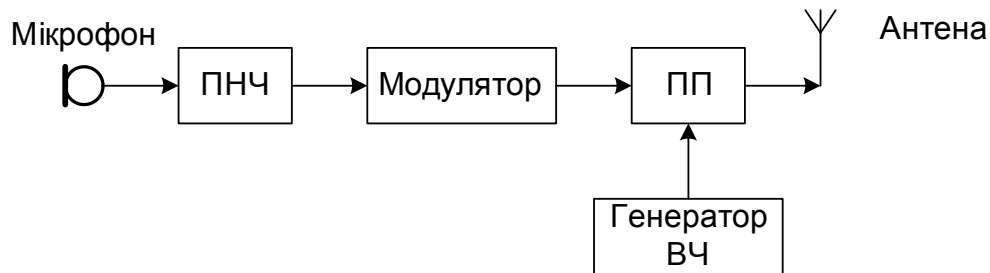 Мікрофон
Антена
ПНЧ
Модулятор
ПП
Генератор
ВЧ